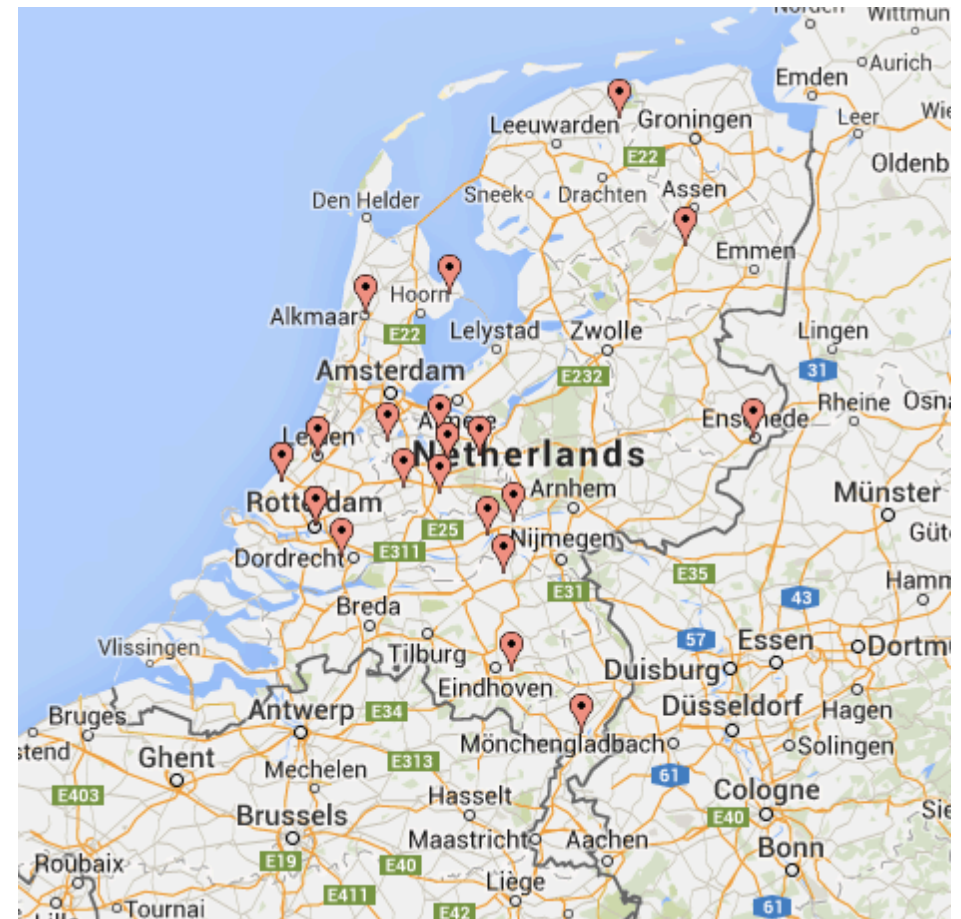 Norden
Wittmun
Aurich
Emden
Leer
Wie
Leeuwarden
Groningen
E22
Oldenb
Den Helder
Sneek
Drachten
Assen
Emmen
Hoorn
Alkmaar
E22
Lelystad
Zwolle
Lingen
Amsterdam
E232
31
Rheine
Osna
Netherlands
Arnhem
Münster
E25
Güt
Dordrecht
E311
Nijmegen
E35
Hamm
E31
43
Breda
Vlissingen
Tilburg
57
Essen
Dortmu
Duisburg
Eindhoven
Bruges
Antwerp
E34
Düsseldorf
Hagen
stend
Ghent
Mönchengladbach
Solingen
Mechelen
E313
61
E403
Hasselt
Cologne
Brussels
E40
Sie
Maastricht
Aachen
E19
E40
Bonn
Roubaix
Liège
E411
E42
61
Tournai